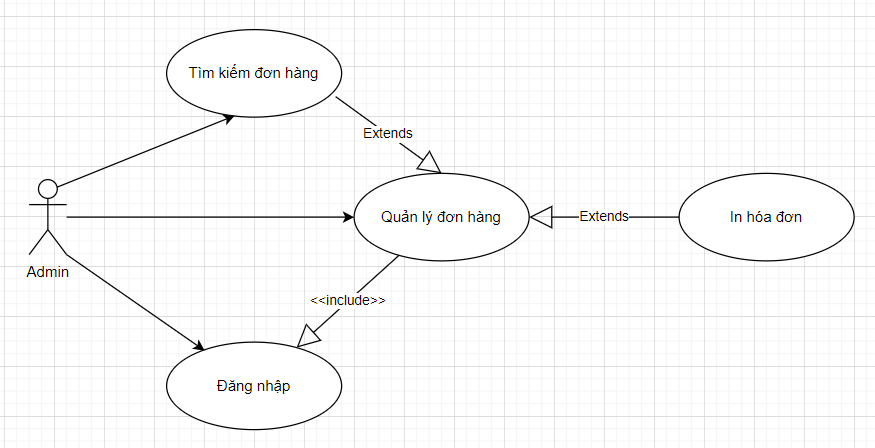 Tìm kiếm đơn hàng
Extends
Quản lý đơn hàng
Extends
In hóa đơn
Admin
<<include>>
Đăng nhập